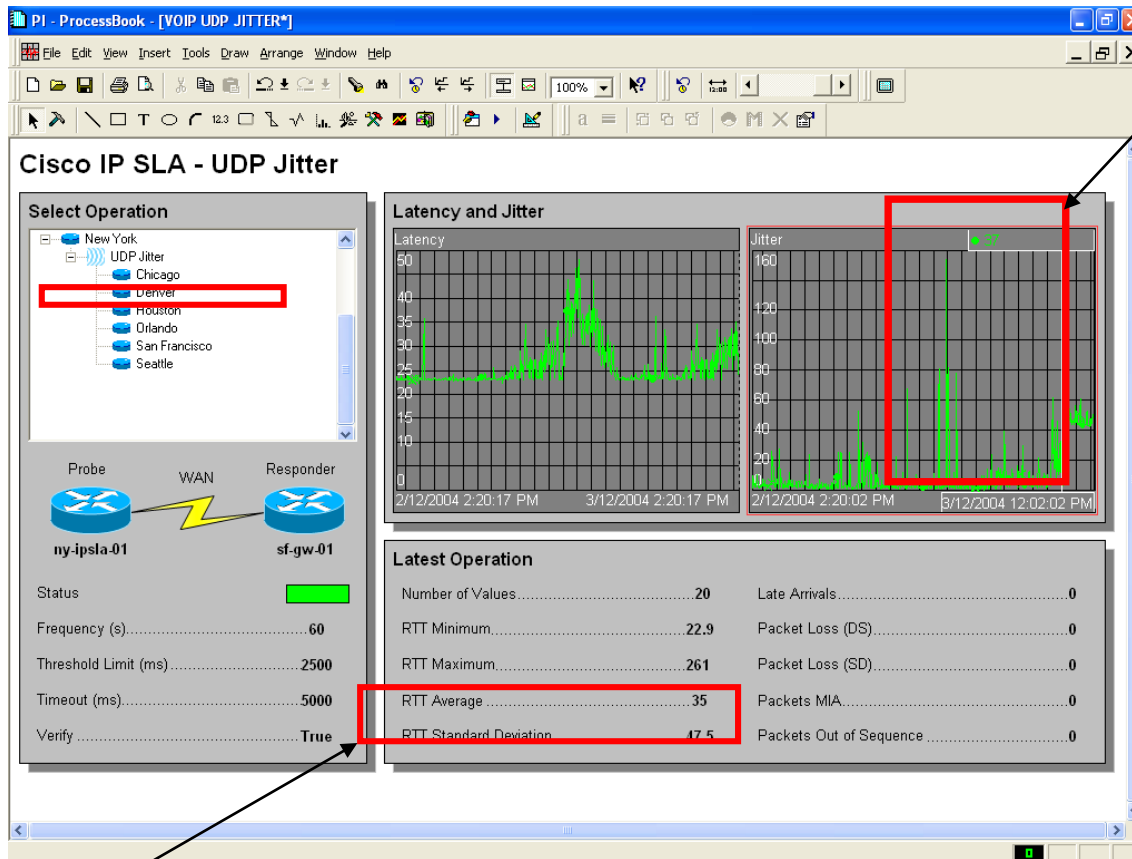 PI - ProcessBook - [VOIP UDP JITTER*]
File Edit View Insert Tools Draw Arrange Window Help
100%
Cisco IP SLA - UDP Jitter
Select Operation
New York
UDP Jitter
Chicago
Denver
Houston
Orlando
San Francisco
Seattle
Probe
WAN
Responder
ny-ipsla-01
sf-gw-01
Status
Frequency (s) 60
Threshold Limit (ms) 2500
Timeout (ms) 5000
Verify True
Latency and Jitter
Latency
50
40
35
30
25
20
15
10
0
2/12/2004 2:20:17 PM 3/12/2004 2:20:17 PM
Jitter
37
160
120
100
80
60
40
20
0
2/12/2004 2:20:02 PM 3/12/2004 12:02:02 PM
Latest Operation
Number of Values 20
RTT Minimum 22.9
RTT Maximum 261
RTT Average 35
RTT Standard Deviation 47.5
Late Arrivals 0
Packet Loss (DS) 0
Packet Loss (SD) 0
Packets MIA 0
Packets Out of Sequence 0